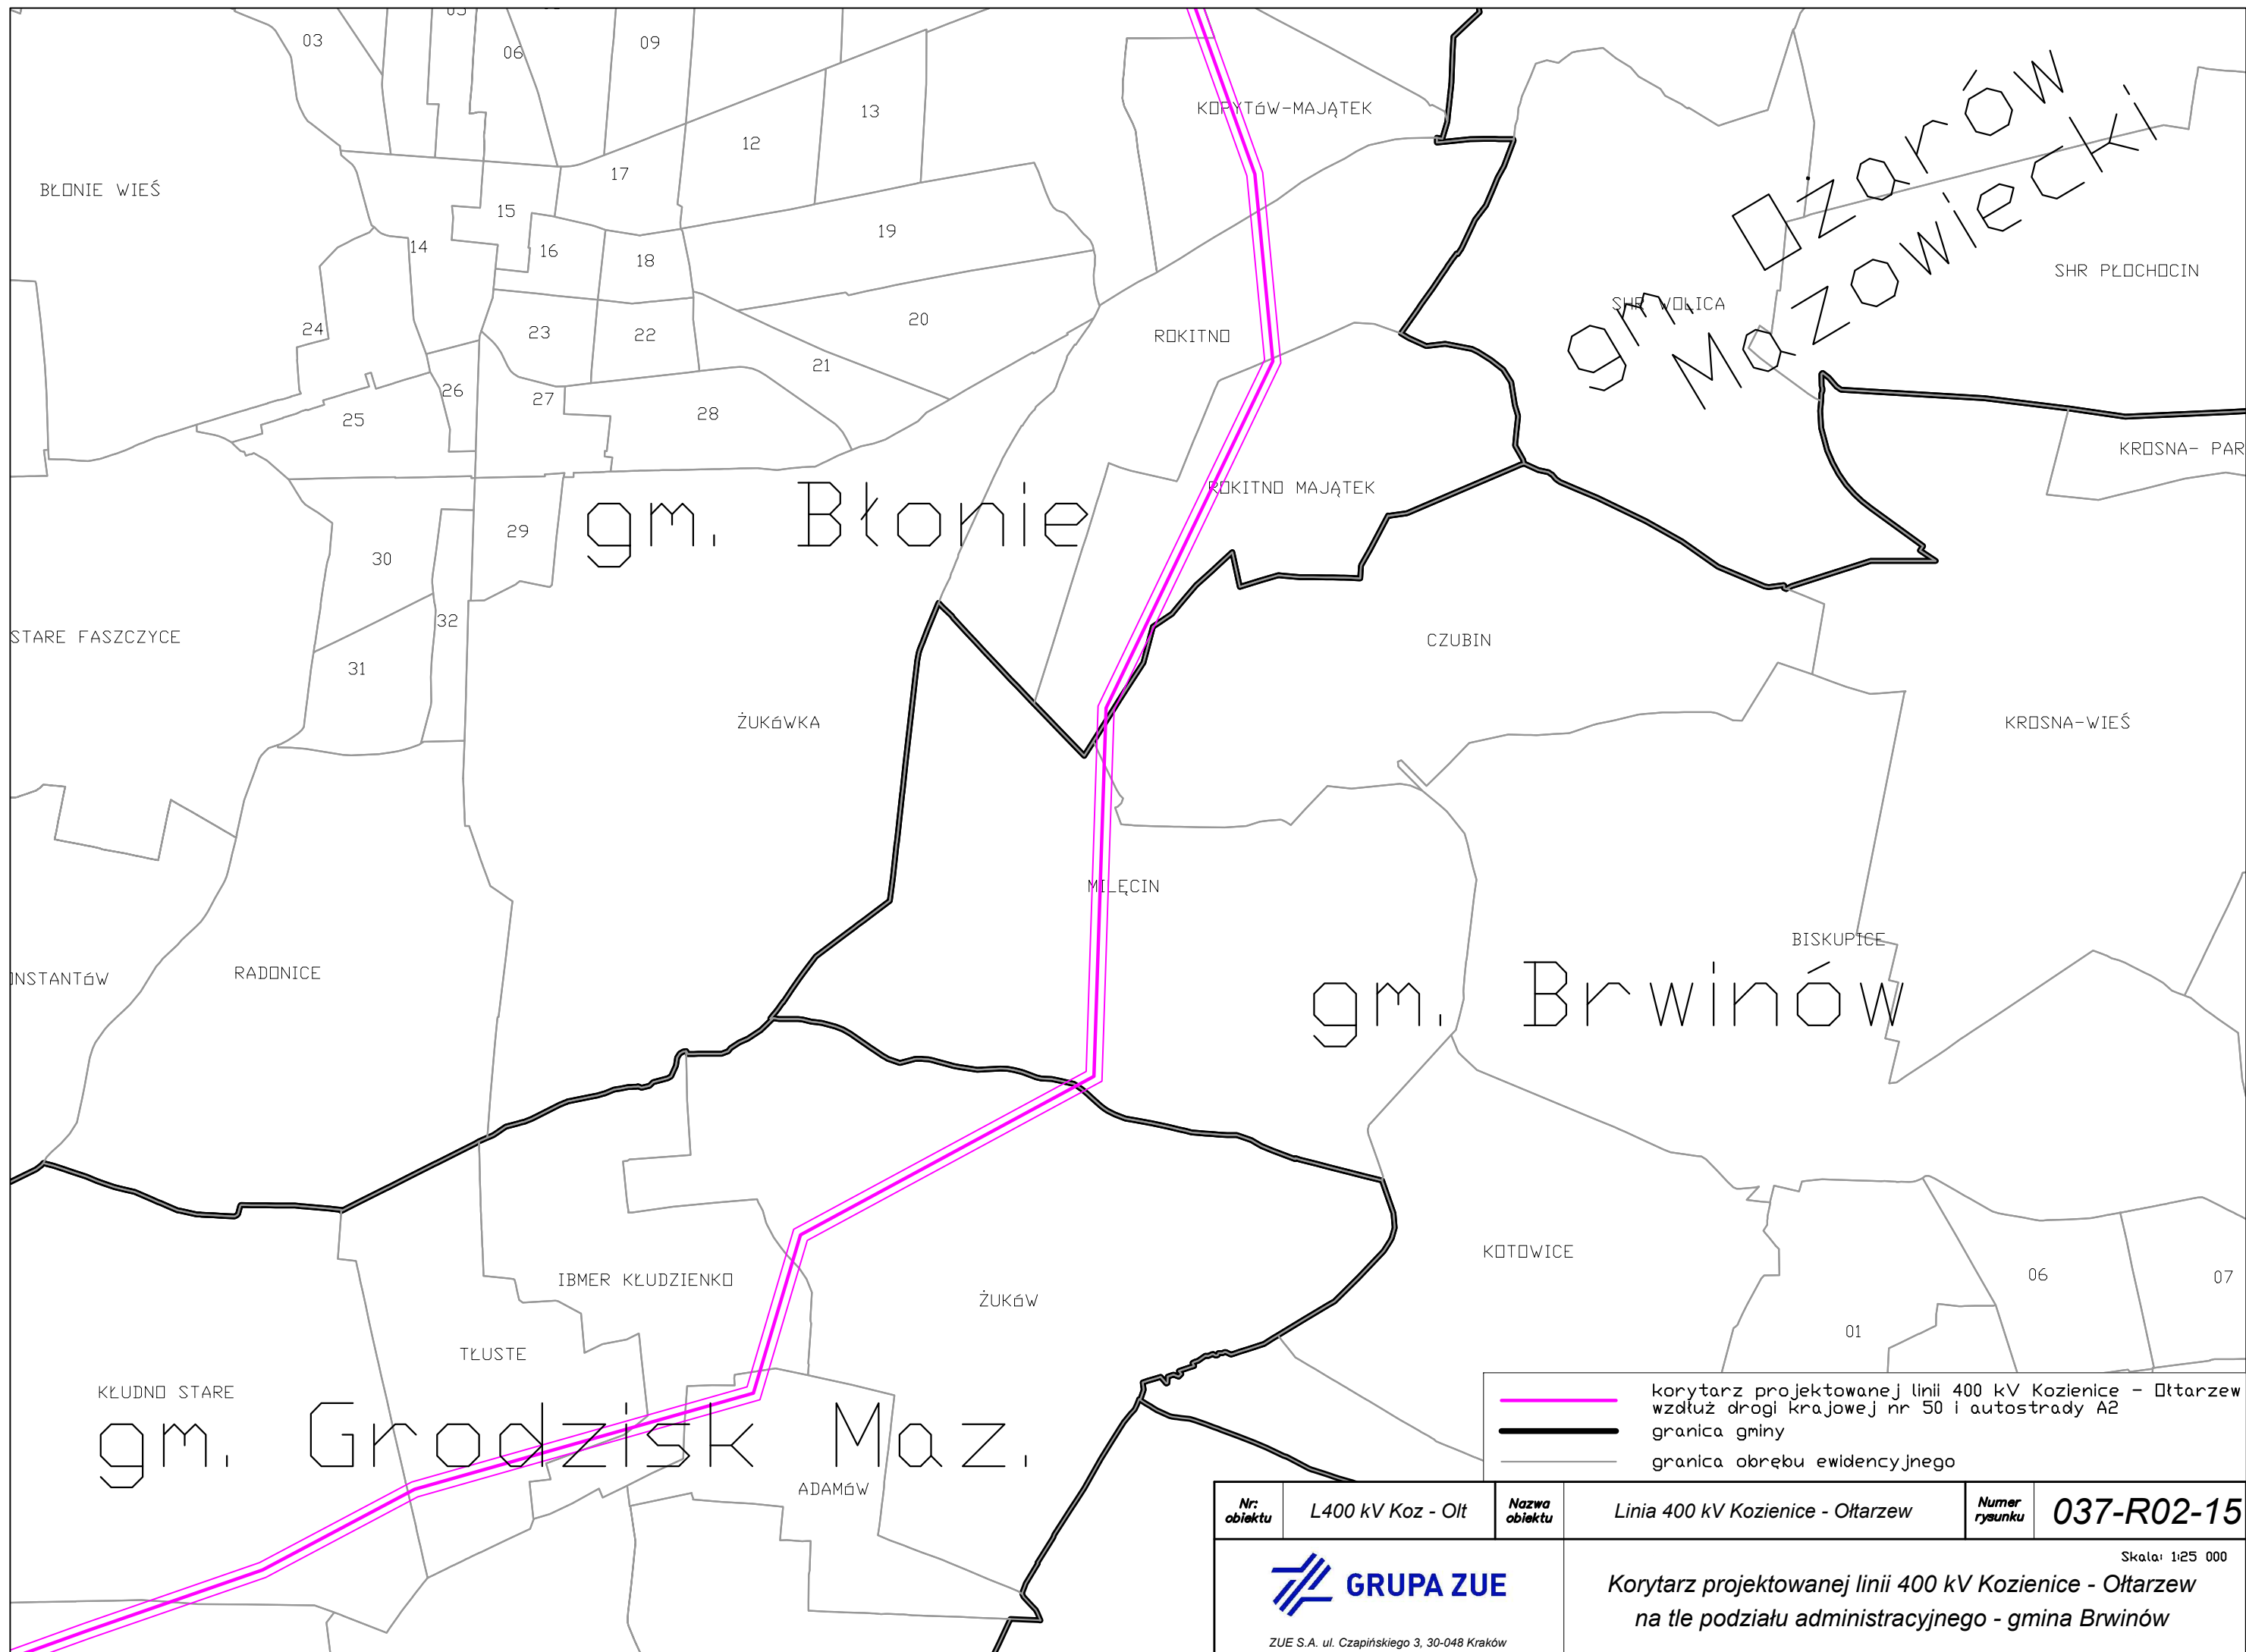 03
05
06
09
13
12
KOPYTóW-MAJĄTEK
17
BŁONIE WIEŚ
15
14
16
18
19
gm. Ożarów
Mazowiecki
SHR PŁOCHOCIN
SHR WOLICA
24
23
22
20
ROKITNO
21
26
27
28
25
KROSNA- PAR
ROKITNO MAJĄTEK
gm. Błonie
29
30
32
STARE FASZCZYCE
CZUBIN
31
ŻUKóWKA
KROSNA-WIEŚ
MILĘCIN
BISKUPICE
RADONICE
ONSTANTóW
gm. Brwinów
KOTOWICE
IBMER KŁUDZIENKO
06
07
ŻUKóW
01
TŁUSTE
KŁUDNO STARE
gm. Grodzisk Maz.
ADAMóW
korytarz projektowanej linii 400 kV Kozienice - Ołtarzew
wzdłuż drogi krajowej nr 50 i autostrady A2
granica gminy
granica obrębu ewidencyjnego
Nr: obiektu
L400 kV Koz - Olt
Nazwa obiektu
Linia 400 kV Kozienice - Ołtarzew
Numer rysunku
037-R02-15
Skala: 1:25 000
GRUPA ZUE
Korytarz projektowanej linii 400 kV Kozienice - Ołtarzew
na tle podziału administracyjnego - gmina Brwinów
ZUE S.A. ul. Czapińskiego 3, 30-048 Kraków